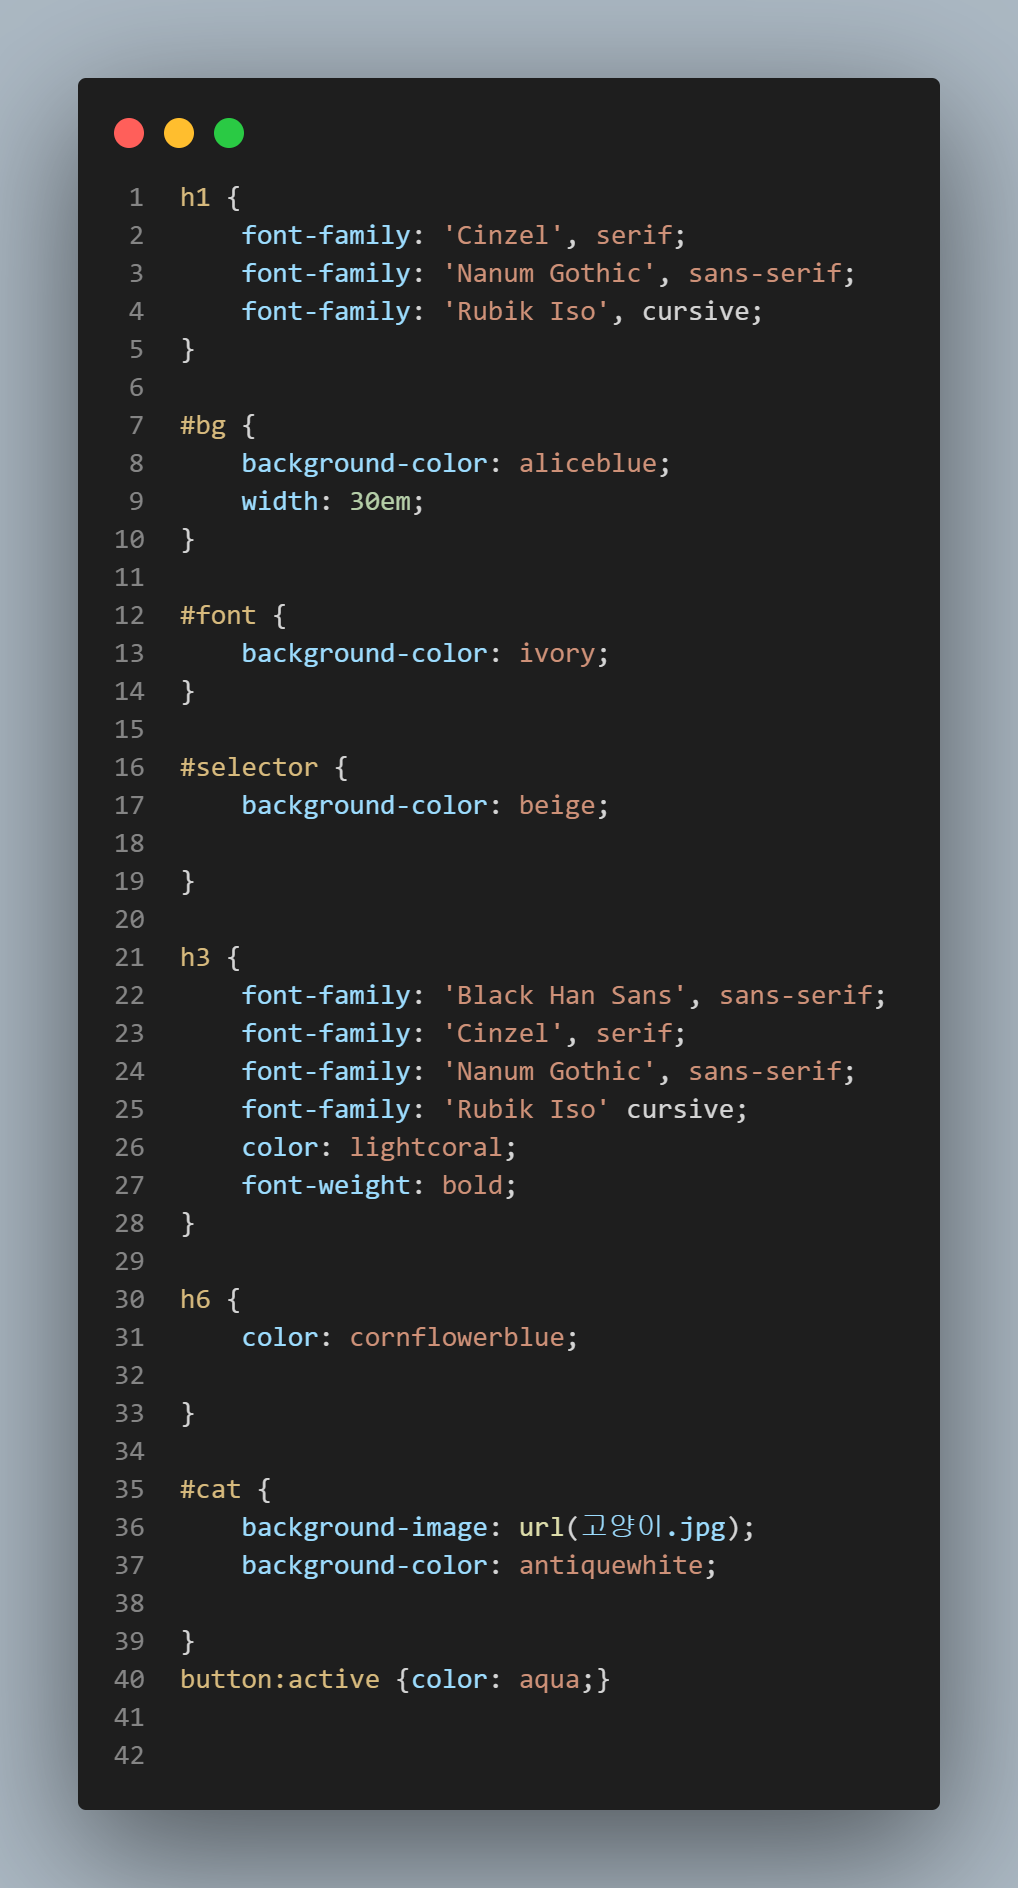 1 h1 {
2     font-family: 'Cinzel', serif;
3     font-family: 'Nanum Gothic', sans-serif;
4     font-family: 'Rubik Iso', cursive;
5 }
6
7 #bg {
8     background-color: aliceblue;
9     width: 30em;
10 }
11
12 #font {
13     background-color: ivory;
14 }
15
16 #selector {
17     background-color: beige;
18
19 }
20
21 h3 {
22     font-family: 'Black Han Sans', sans-serif;
23     font-family: 'Cinzel', serif;
24     font-family: 'Nanum Gothic', sans-serif;
25     font-family: 'Rubik Iso' cursive;
26     color: lightcoral;
27     font-weight: bold;
28 }
29
30 h6 {
31     color: cornflowerblue;
32
33 }
34
35 #cat {
36     background-image: url(고양이.jpg);
37     background-color: antiquewhite;
38
39 }
40 button:active {color: aqua;}
41
42